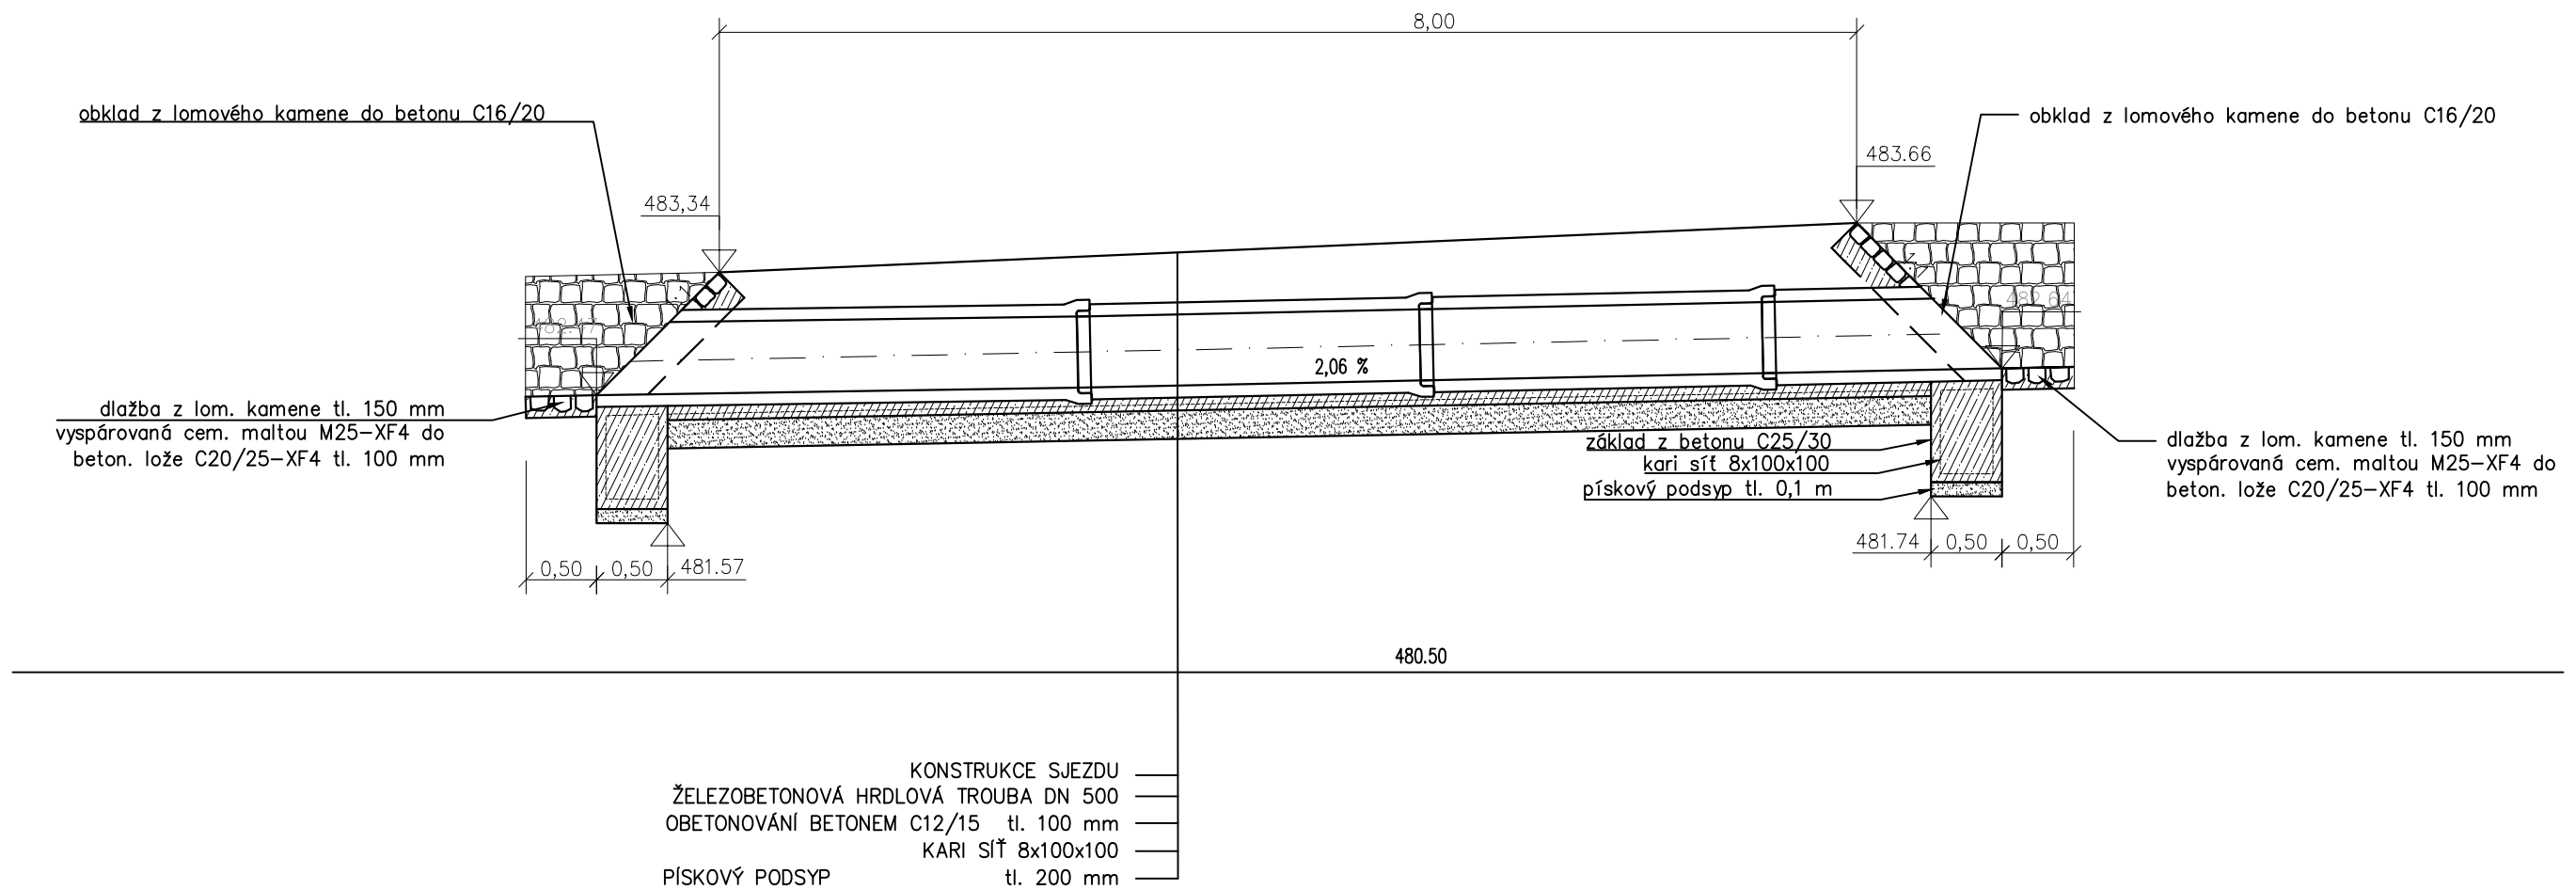 8,00
obklad z lomového kamene do betonu C16/20
obklad z lomového kamene do betonu C16/20
483.66
483,34
482.64
2,06 %
dlažba z lom. kamene tl. 150 mm
vyspárovaná cem. maltou M25-XF4 do
beton. lože C20/25-XF4 tl. 100 mm
základ z betonu C25/30
kari síť 8x100x100
pískový podsyp tl. 0,1 m
dlažba z lom. kamene tl. 150 mm
vyspárovaná cem. maltou M25-XF4 do
beton. lože C20/25-XF4 tl. 100 mm
0,50 0,50 481.57
481.74 0,50 0,50
480.50
KONSTRUKCE SJEZDU
ŽELEZOBETONOVÁ HRDLOVÁ TROUBA DN 500
OBETONOVÁNÍ BETONEM C12/15 tl. 100 mm
KARI SÍŤ 8x100x100
PÍSKOVÝ PODSYP tl. 200 mm